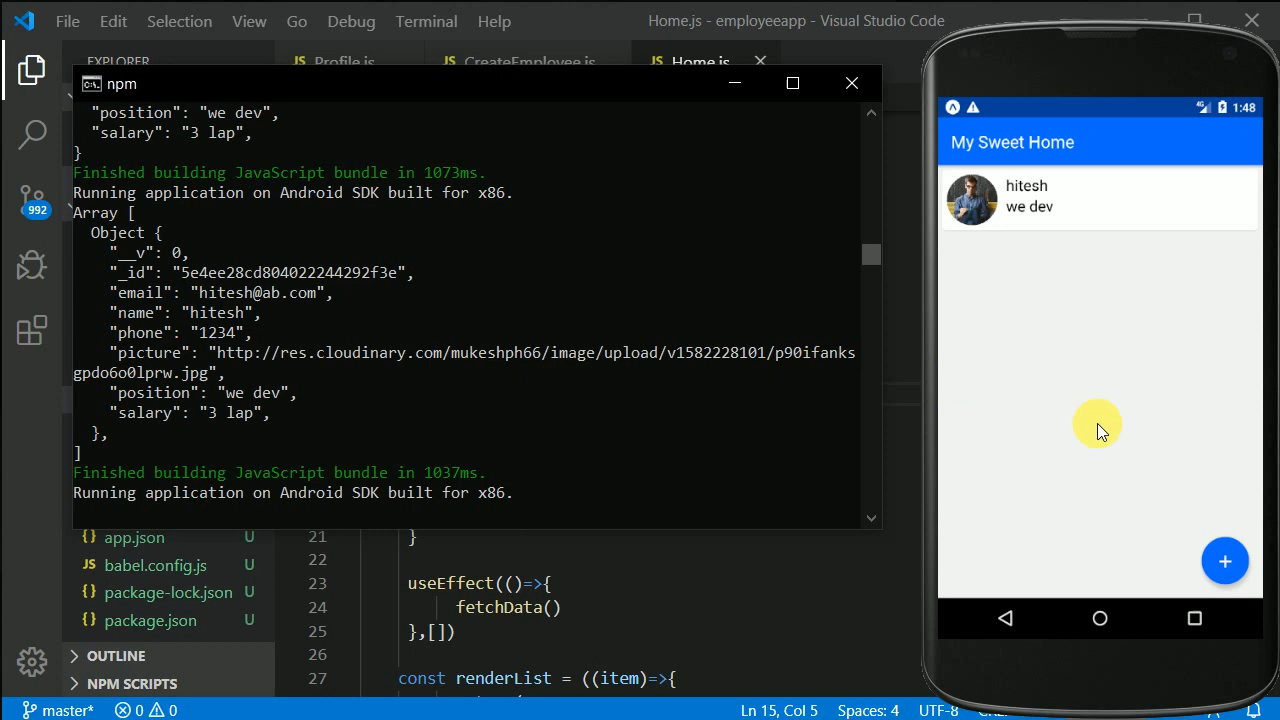 File Edit Selection View Go Debug Terminal Help Home.js - employeeapp - Visual Studio Code
EXPLORER
JS Profile.js JS CreateEmployee.js JS Home.js
npm
"position": "we dev",
"salary": "3 lap",
}
Finished building JavaScript bundle in 1073ms.
Running application on Android SDK built for x86.
Array [
Object {
"__v": 0,
"_id": "5e4ee28cd804022244292f3e",
"email": "hitesh@ab.com",
"name": "hitesh",
"phone": "1234",
"picture": "http://res.cloudinary.com/mukeshph66/image/upload/v1582228101/p90ifanks
gpdo6o0lprw.jpg",
"position": "we dev",
"salary": "3 lap",
},
]
Finished building JavaScript bundle in 1037ms.
Running application on Android SDK built for x86.
992
{} app.json U
JS babel.config.js U
{} package-lock.json U
{} package.json U
OUTLINE
NPM SCRIPTS
21 }
22
23 useEffect(()=>{
24 fetchData()
25 },[])
26
27 const renderList = ((item)=>{
master* 0 0 Ln 15, Col 5 Spaces: 4 UTF-8
4G 1:48
My Sweet Home
hitesh
we dev
+